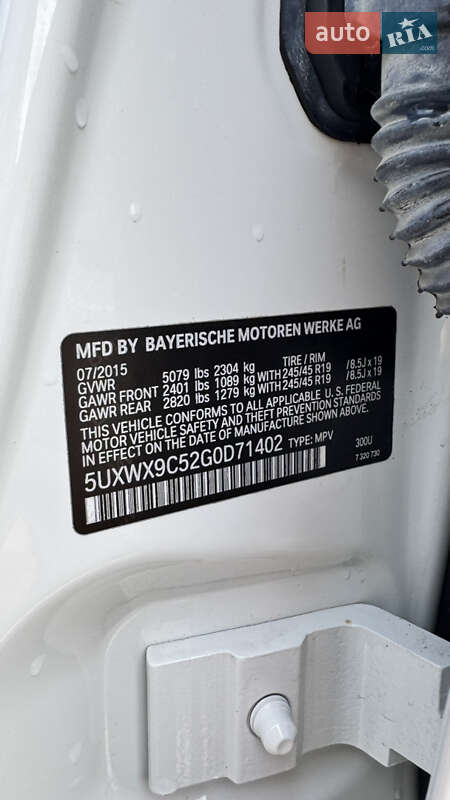 auto RIA.com
MFD BY BAYERISCHE MOTOREN WERKE AG
07/2015 TIRE / RIM
GVWR 5079 lbs 2304 kg
GAWR FRONT 2401 lbs 1089 kg WITH 245/45 R19 / 8.5J x 19
GAWR REAR 2820 lbs 1279 kg WITH 245/45 R19 / 8.5J x 19
THIS VEHICLE CONFORMS TO ALL APPLICABLE U.S. FEDERAL
MOTOR VEHICLE SAFETY AND THEFT PREVENTION STANDARDS
IN EFFECT ON THE DATE OF MANUFACTURE SHOWN ABOVE.
5UXWX9C52G0D71402 TYPE: MPV 300U
7 320 730